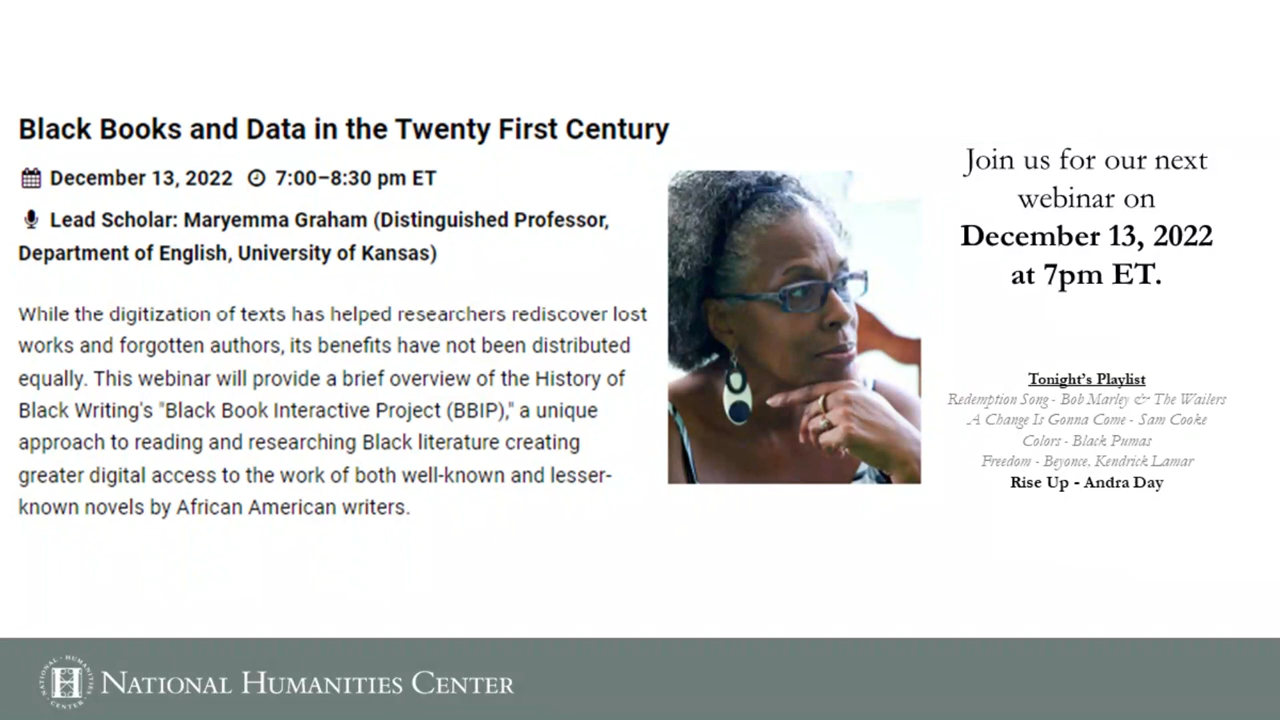 Black Books and Data in the Twenty First Century
December 13, 2022 7:00–8:30 pm ET
Lead Scholar: Maryemma Graham (Distinguished Professor,
Department of English, University of Kansas)
While the digitization of texts has helped researchers rediscover lost
works and forgotten authors, its benefits have not been distributed
equally. This webinar will provide a brief overview of the History of
Black Writing's "Black Book Interactive Project (BBIP)," a unique
approach to reading and researching Black literature creating
greater digital access to the work of both well-known and lesser-
known novels by African American writers.
Join us for our next
webinar on
December 13, 2022
at 7pm ET.
Tonight's Playlist
Redemption Song - Bob Marley & The Wailers
A Change Is Gonna Come - Sam Cooke
Colors - Black Pumas
Freedom - Beyonce, Kendrick Lamar
Rise Up - Andra Day
NATIONAL HUMANITIES CENTER
NATIONAL · HUMANITIES · CENTER